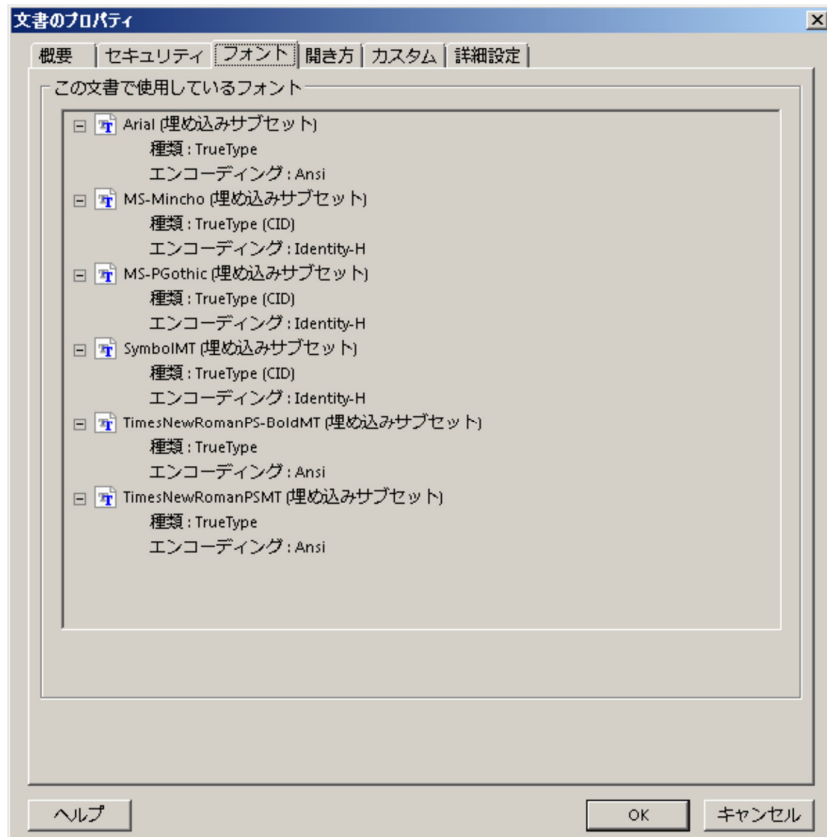 文書のプロパティ
概要 セキュリティ フォント 開き方 カスタム 詳細設定
この文書で使用しているフォント
Arial (埋め込みサブセット)
種類 : TrueType
エンコーディング : Ansi
MS-Mincho (埋め込みサブセット)
種類 : TrueType (CID)
エンコーディング : Identity-H
MS-PGothic (埋め込みサブセット)
種類 : TrueType (CID)
エンコーディング : Identity-H
SymbolMT (埋め込みサブセット)
種類 : TrueType (CID)
エンコーディング : Identity-H
TimesNewRomanPS-BoldMT (埋め込みサブセット)
種類 : TrueType
エンコーディング : Ansi
TimesNewRomanPSMT (埋め込みサブセット)
種類 : TrueType
エンコーディング : Ansi
ヘルプ OK キャンセル